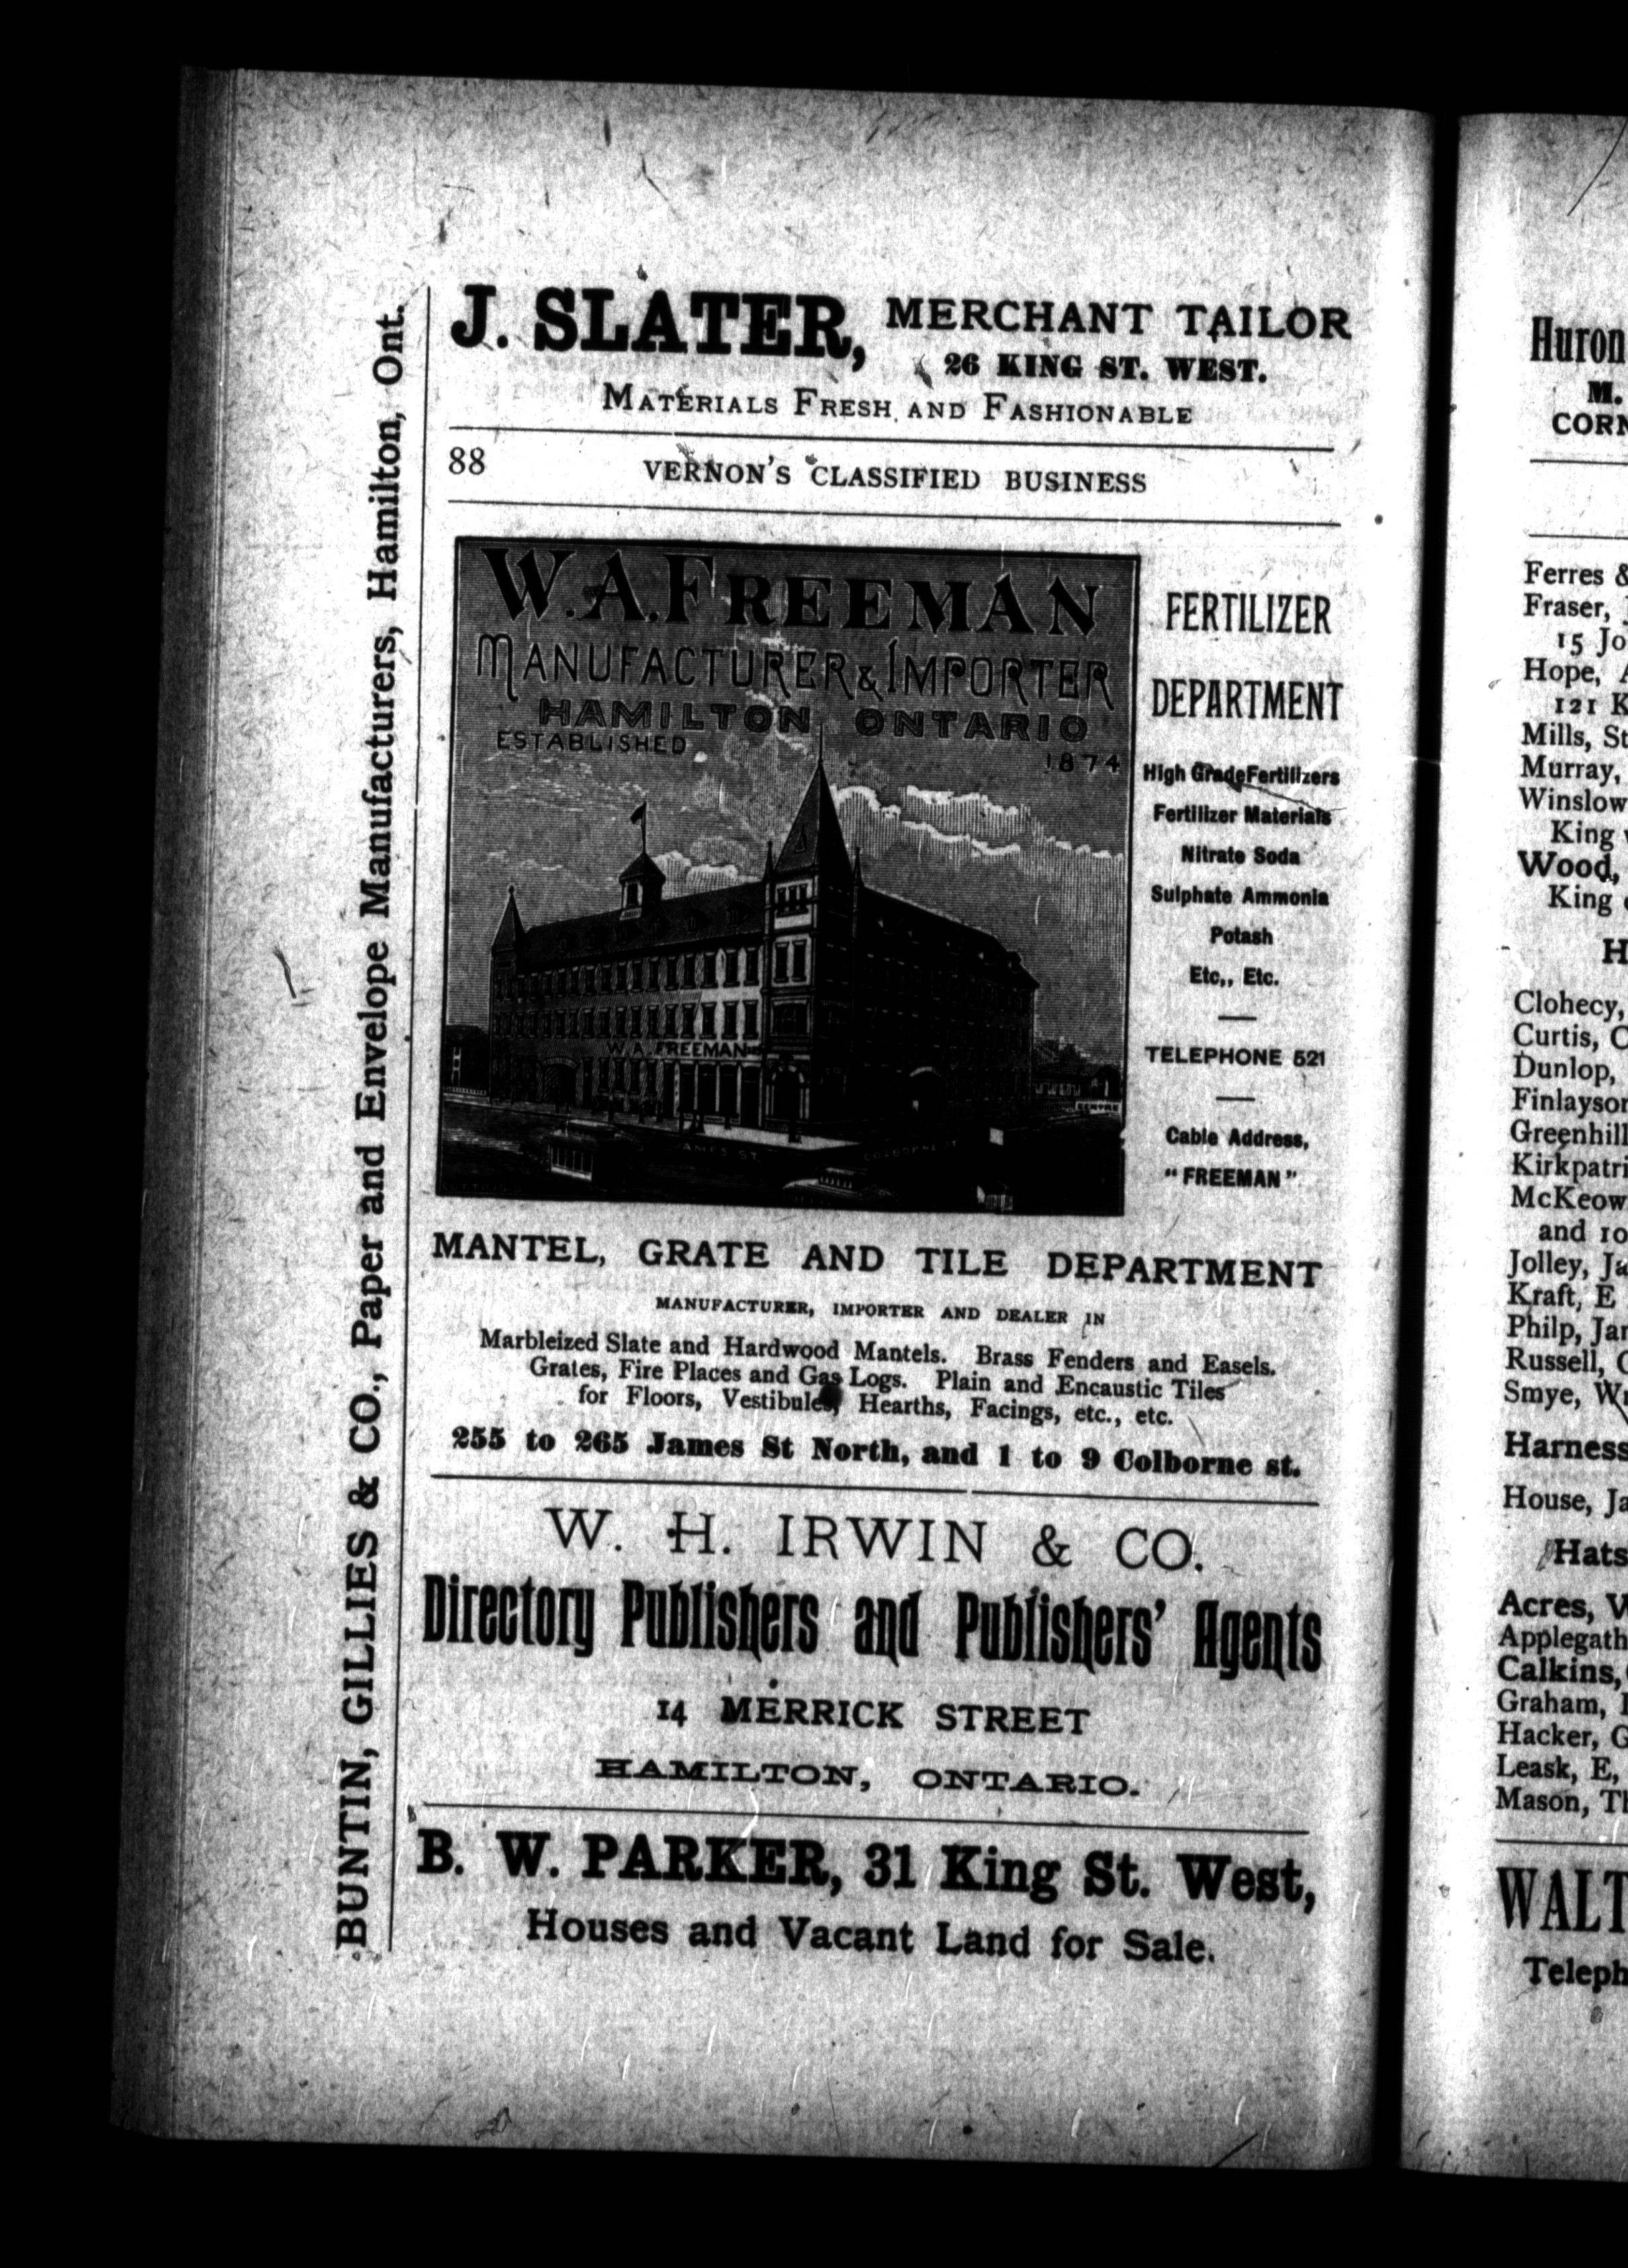 J. SLATER, MERCHANT TAILOR
26 KING ST. WEST.
MATERIALS FRESH AND FASHIONABLE
88 VERNON'S CLASSIFIED BUSINESS
W. A. FREEMAN
MANUFACTURER & IMPORTER
HAMILTON ONTARIO
ESTABLISHED 1874
W. A. FREEMAN
JAMES ST.
COLBORNE ST
CENTRE
FERTILIZER
DEPARTMENT
High Grade Fertilizers
Fertilizer Materials
Nitrate Soda
Sulphate Ammonia
Potash
Etc,, Etc.
TELEPHONE 521
Cable Address,
"FREEMAN"
MANTEL, GRATE AND TILE DEPARTMENT
MANUFACTURER, IMPORTER AND DEALER IN
Marbleized Slate and Hardwood Mantels. Brass Fenders and Easels.
Grates, Fire Places and Gas Logs. Plain and Encaustic Tiles
for Floors, Vestibules, Hearths, Facings, etc., etc.
255 to 265 James St North, and 1 to 9 Colborne st.
W. H. IRWIN & CO.
Directory Publishers and Publishers' Agents
14 MERRICK STREET
HAMILTON, ONTARIO.
B. W. PARKER, 31 King St. West,
Houses and Vacant Land for Sale.
BUNTIN, GILLIES & CO., Paper and Envelope Manufacturers, Hamilton, Ont.
Huron
M.
CORN
Ferres &
Fraser,
15 Jo
Hope, A
121 K
Mills, St
Murray,
Winslow
King w
Wood,
King
H
Clohecy,
Curtis, C
Dunlop,
Finlayson
Greenhill
Kirkpatri
McKeow
and 10
Jolley, Ja
Kraft, E
Philp, Jam
Russell,
Smye, W
Harness
House, Ja
Hats
Acres, W
Applegath
Calkins,
Graham,
Hacker, G
Leask, E,
Mason, Th
WALT
Teleph